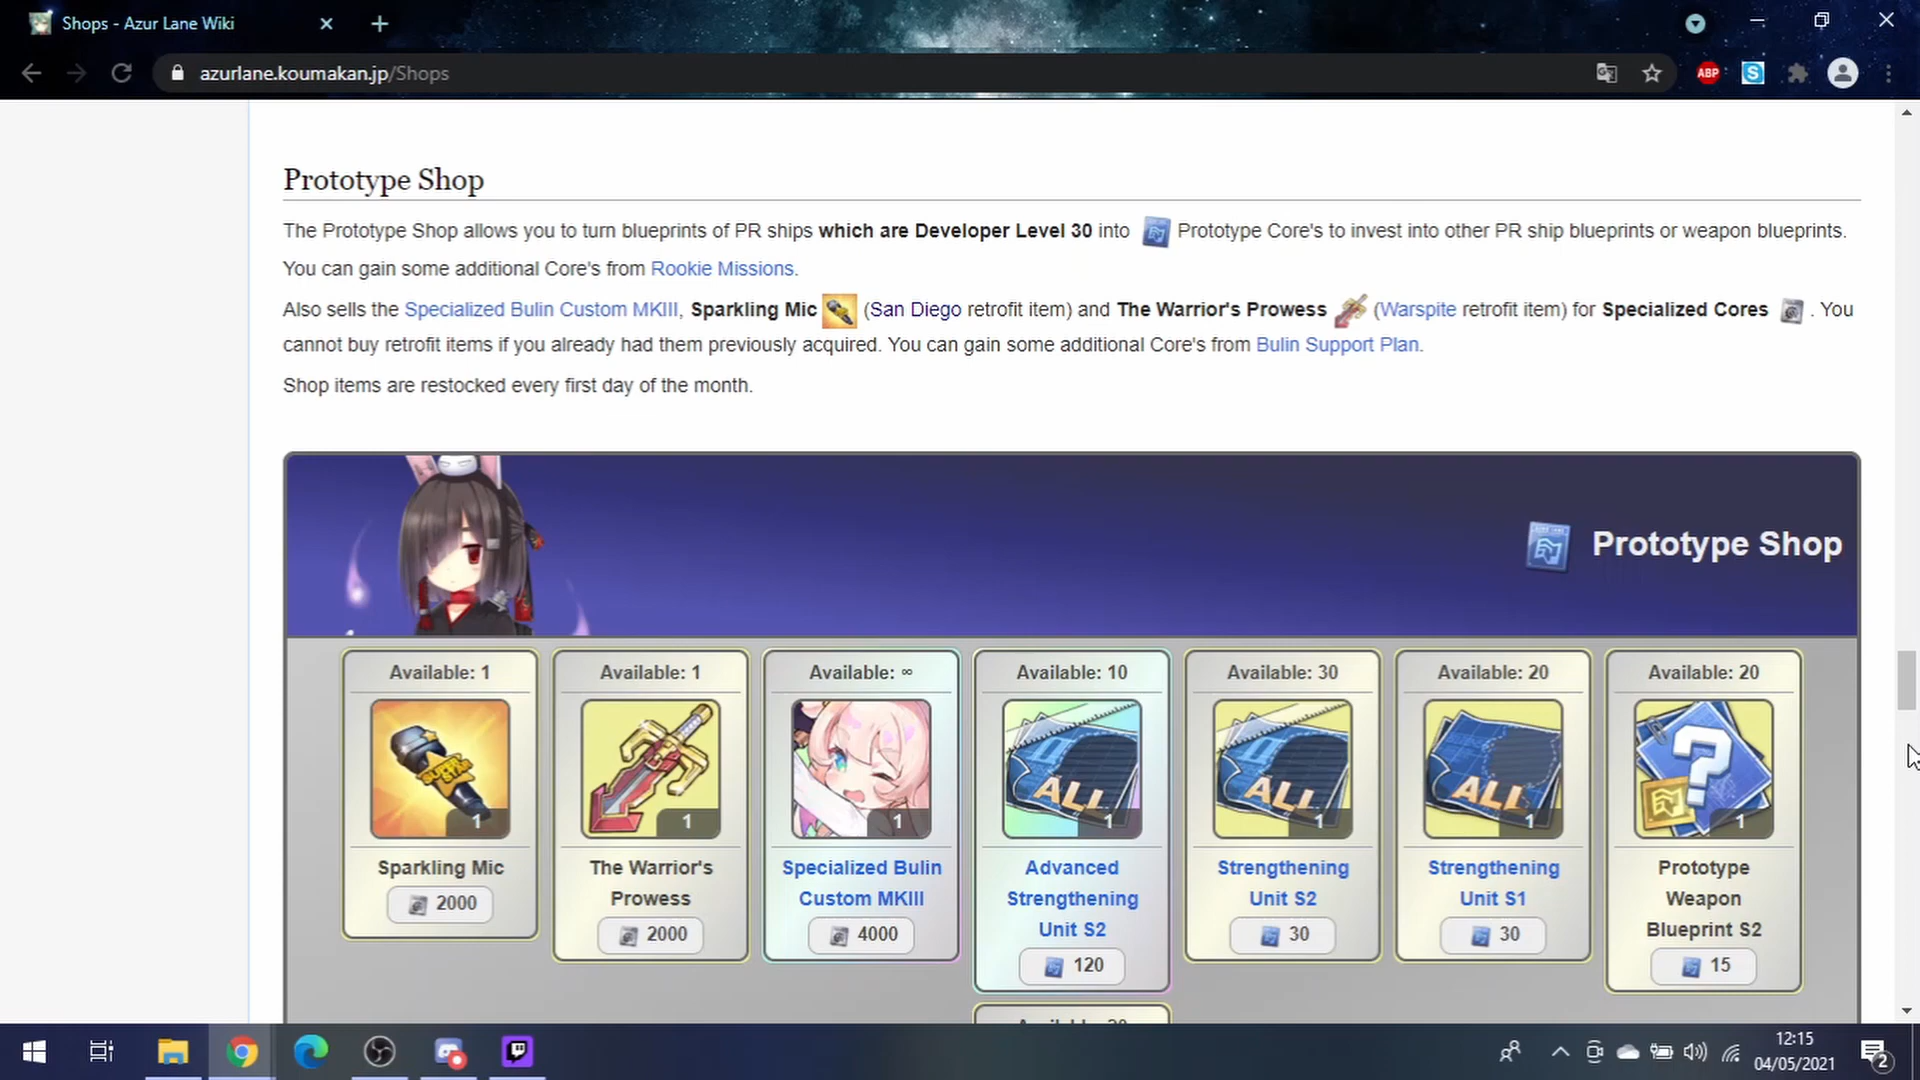 Shops - Azur Lane Wiki
azurlane.koumakan.jp/Shops
ABP
S
Prototype Shop
The Prototype Shop allows you to turn blueprints of PR ships which are Developer Level 30 into Prototype Core's to invest into other PR ship blueprints or weapon blueprints.
You can gain some additional Core's from Rookie Missions.
Also sells the Specialized Bulin Custom MKIII, Sparkling Mic (San Diego retrofit item) and The Warrior's Prowess (Warspite retrofit item) for Specialized Cores . You
cannot buy retrofit items if you already had them previously acquired. You can gain some additional Core's from Bulin Support Plan.
Shop items are restocked every first day of the month.
Prototype Shop
Available: 1 Available: 1 Available: ∞ Available: 10 Available: 30 Available: 20 Available: 20
SUPER STAR ALL ALL ALL ?
1 1 1 1 1 1 1
Sparkling Mic The Warrior's Specialized Bulin Advanced Strengthening Strengthening Prototype
2000 Prowess Custom MKIII Strengthening Unit S2 Unit S1 Weapon
2000 4000 Unit S2 30 30 Blueprint S2
120 15
12:15
04/05/2021
2